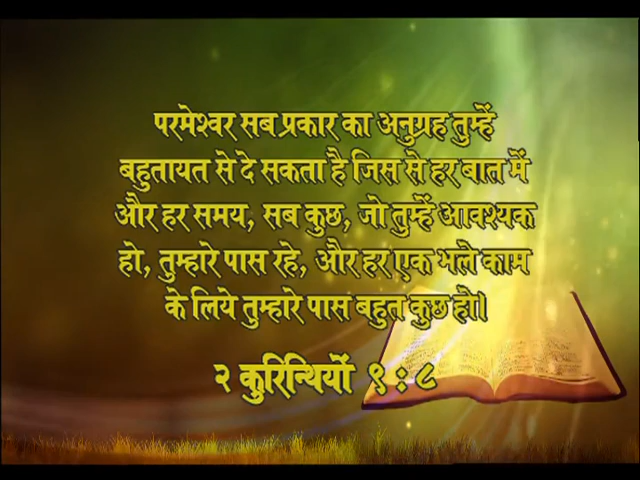 परमेश्वर सब प्रकार का अनुग्रह तुम्हें
बहुतायत से दे सकता है जिस से हर बात में
और हर समय, सब कुछ, जो तुम्हें आवश्यक
हो, तुम्हारे पास रहे, और हर एक भले काम
के लिये तुम्हारे पास बहुत कुछ हो।
२ कुरिन्थियों ९ : ८